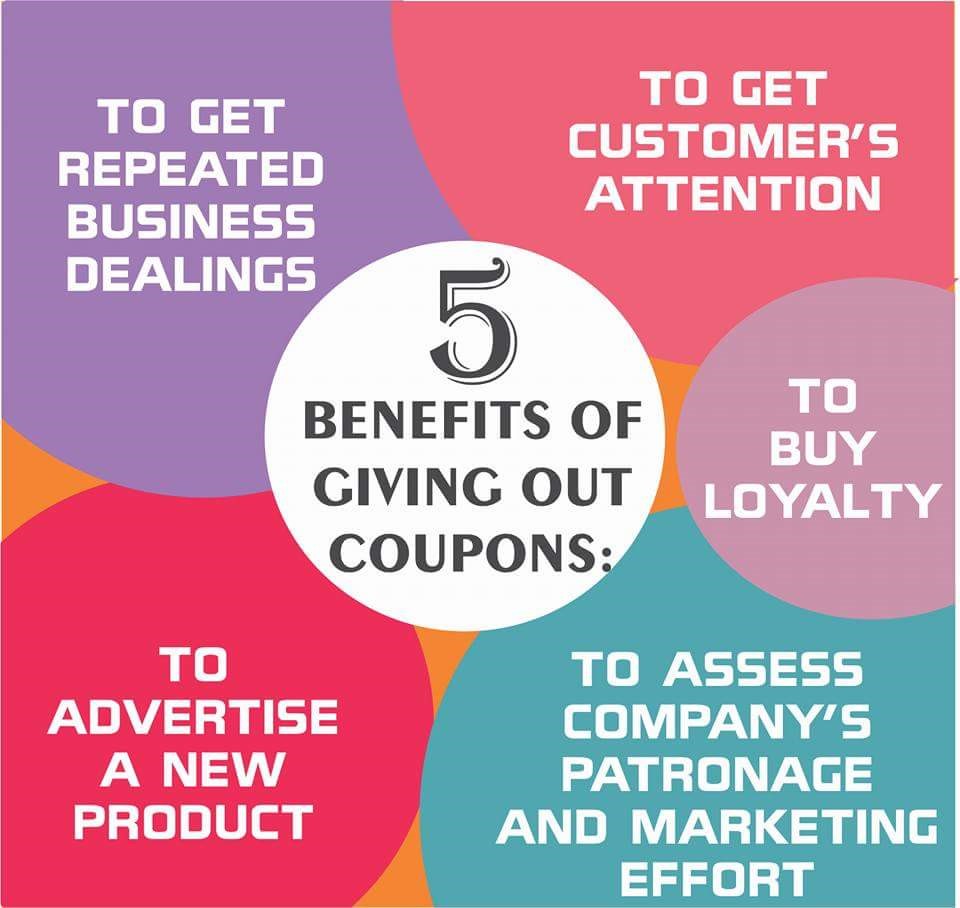 TO GET
REPEATED
BUSINESS
DEALINGS
TO GET
CUSTOMER'S
ATTENTION
5
BENEFITS OF
GIVING OUT
COUPONS:
TO
BUY
LOYALTY
TO
ADVERTISE
A NEW
PRODUCT
TO ASSESS
COMPANY'S
PATRONAGE
AND MARKETING
EFFORT